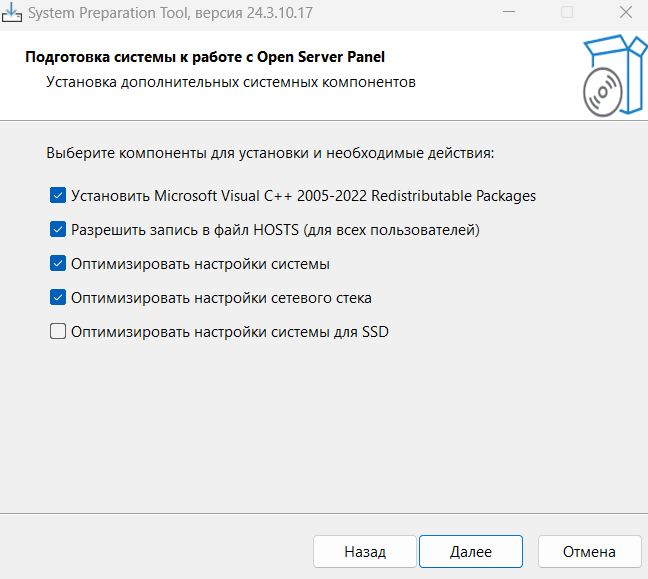 System Preparation Tool, версия 24.3.10.17
Подготовка системы к работе с Open Server Panel
Установка дополнительных системных компонентов
Выберите компоненты для установки и необходимые действия:
Установить Microsoft Visual C++ 2005-2022 Redistributable Packages
Разрешить запись в файл HOSTS (для всех пользователей)
Оптимизировать настройки системы
Оптимизировать настройки сетевого стека
Оптимизировать настройки системы для SSD
Назад Далее Отмена